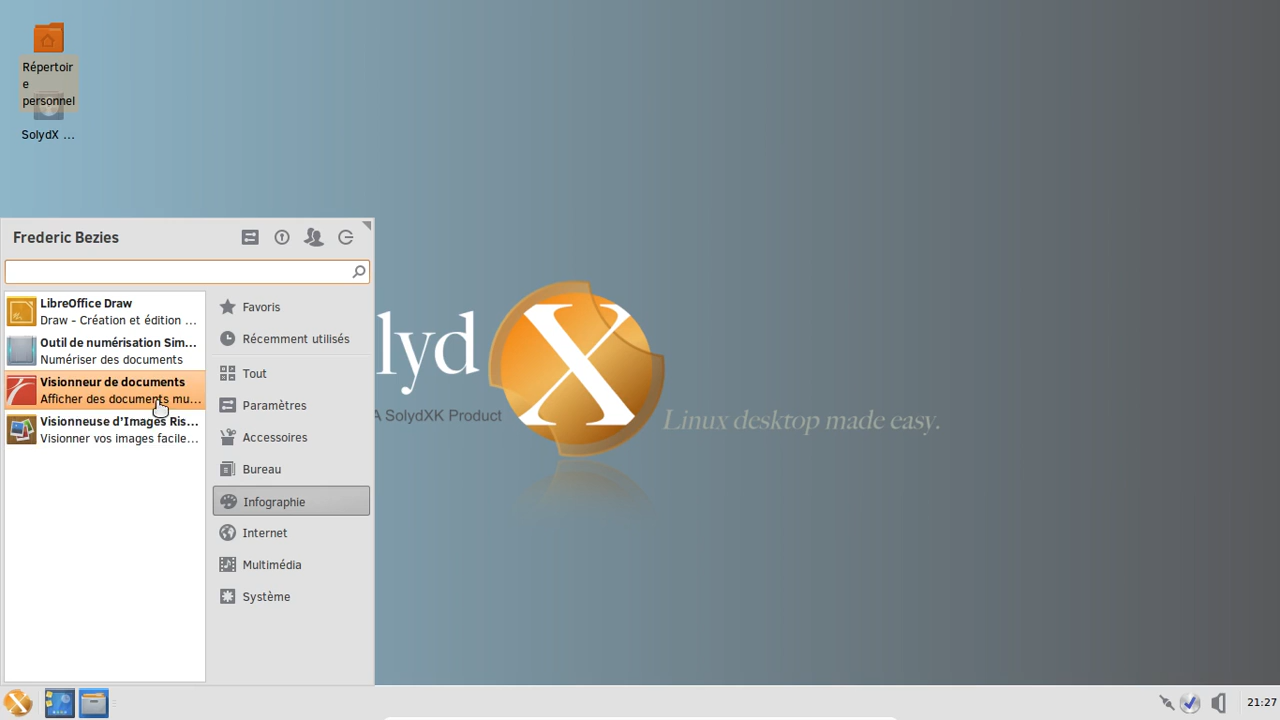 Répertoir
e
personnel
SolydX ...
Frederic Bezies
LibreOffice Draw
Draw - Création et édition ...
Outil de numérisation Sim...
Numériser des documents
Visionneur de documents
Afficher des documents mu...
Visionneuse d'Images Ris...
Visionner vos images facile...
Favoris
Récemment utilisés
Tout
Paramètres
Accessoires
Bureau
Infographie
Internet
Multimédia
Système
lyd X
A SolydXK Product
Linux desktop made easy.
21:27